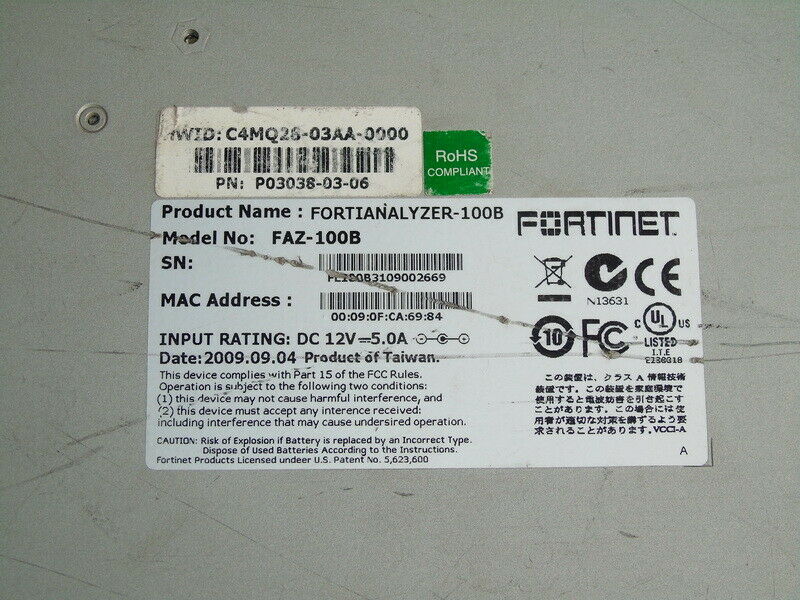 HWID: C4MQ28-03AA-0000
PN: P03038-03-06
RoHS
COMPLIANT
Product Name : FORTIANALYZER-100B
FORTINET
Model No: FAZ-100B
SN:
FL100B3109002669
N13631
MAC Address :
00:09:0F:CA:69:84
INPUT RATING: DC 12V⎓5.0A
10
FC
C UL US
LISTED
I.T.E
Date:2009.09.04 Product of Taiwan.
This device complies with Part 15 of the FCC Rules.
Operation is subject to the following two conditions:
(1) this device may not cause harmful interference, and
(2) this device must accept any interence received:
including interference that may cause undersired operation.
この装置は、クラスA情報技術
装置です。この装置を家庭環境で
使用すると電波妨害を引き起こす
ことがあります。この場合には使
用者が適切な対策を講ずるよう要
求されることがあります。VCCI-A
CAUTION: Risk of Explosion if Battery is replaced by an Incorrect Type.
Dispose of Used Batteries According to the Instructions.
Fortinet Products Licensed undeer U.S. Patent No. 5,623,600
A